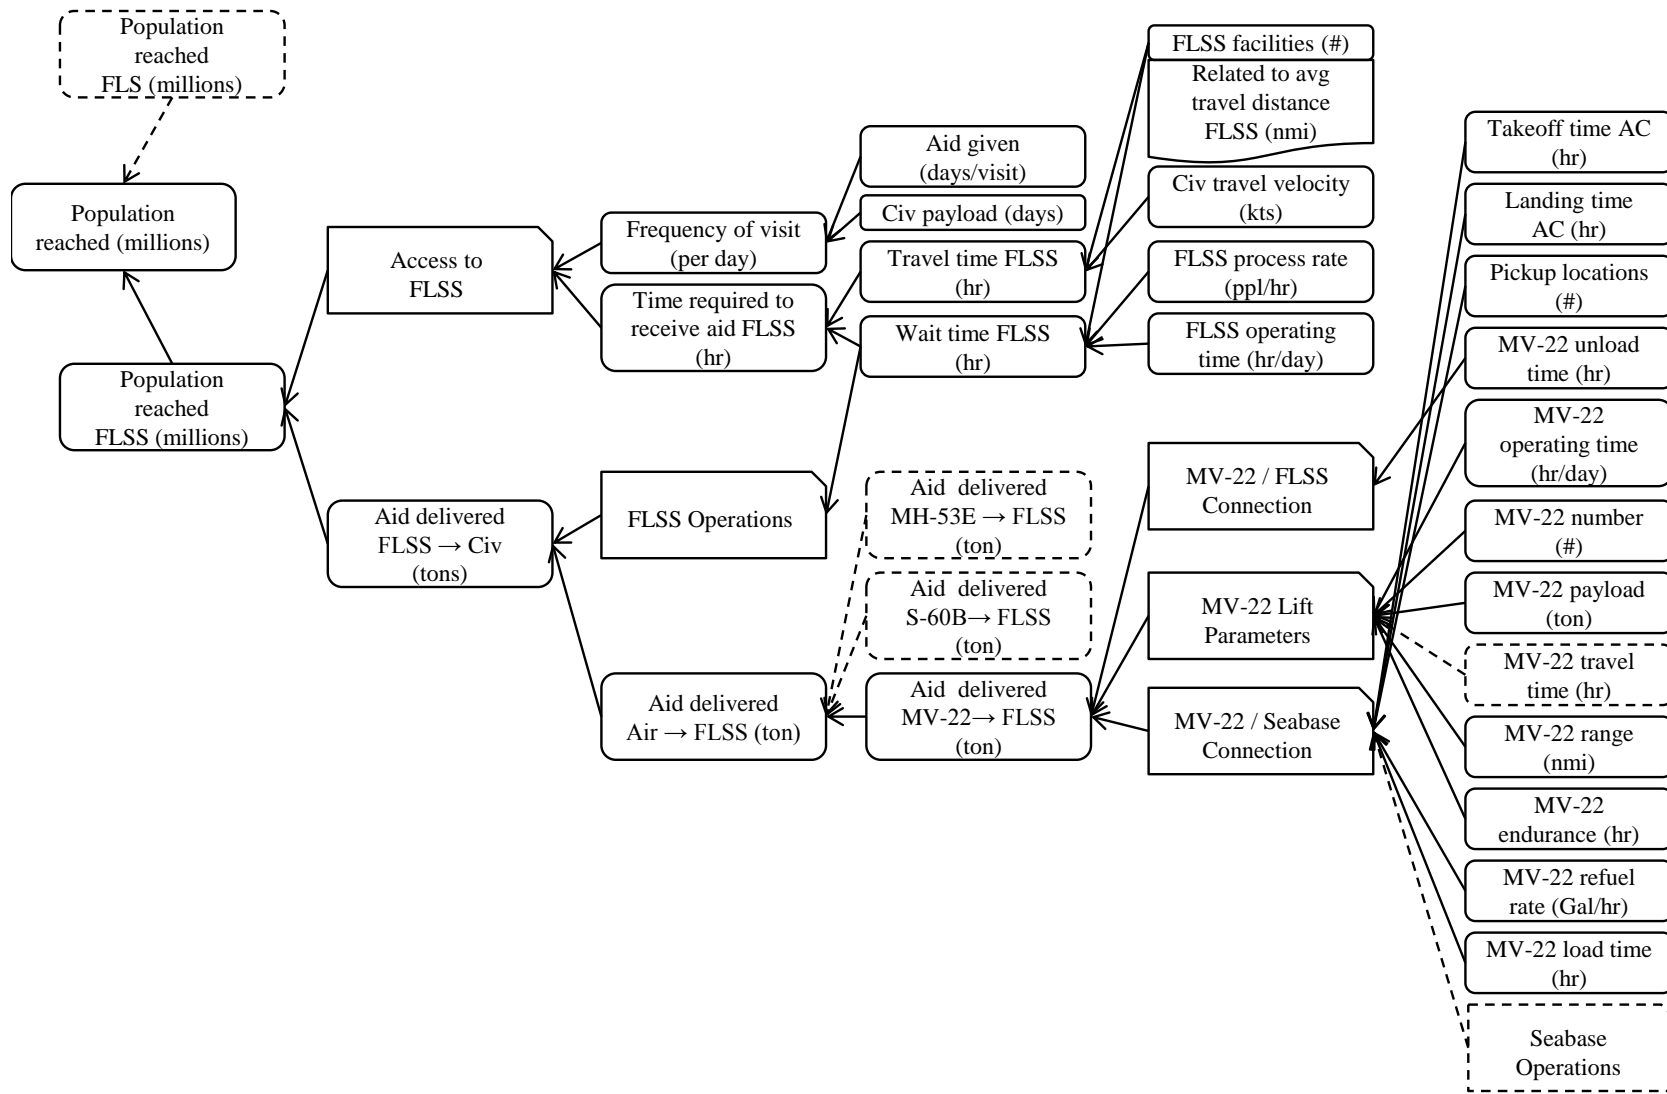 Population
reached
FLS (millions)
Population
reached (millions)
Population
reached
FLSS (millions)
Access to
FLSS
Aid delivered
FLSS → Civ
(tons)
Frequency of visit
(per day)
Time required to
receive aid FLSS
(hr)
FLSS Operations
Aid delivered
Air → FLSS (ton)
Aid given
(days/visit)
Civ payload (days)
Travel time FLSS
(hr)
Wait time FLSS
(hr)
Aid delivered
MH-53E → FLSS
(ton)
Aid delivered
S-60B→ FLSS
(ton)
Aid delivered
MV-22→ FLSS
(ton)
FLSS facilities (#)
Related to avg
travel distance
FLSS (nmi)
Civ travel velocity
(kts)
FLSS process rate
(ppl/hr)
FLSS operating
time (hr/day)
MV-22 / FLSS
Connection
MV-22 Lift
Parameters
MV-22 / Seabase
Connection
Takeoff time AC
(hr)
Landing time
AC (hr)
Pickup locations
(#)
MV-22 unload
time (hr)
MV-22
operating time
(hr/day)
MV-22 number
(#)
MV-22 payload
(ton)
MV-22 travel
time (hr)
MV-22 range
(nmi)
MV-22
endurance (hr)
MV-22 refuel
rate (Gal/hr)
MV-22 load time
(hr)
Seabase
Operations